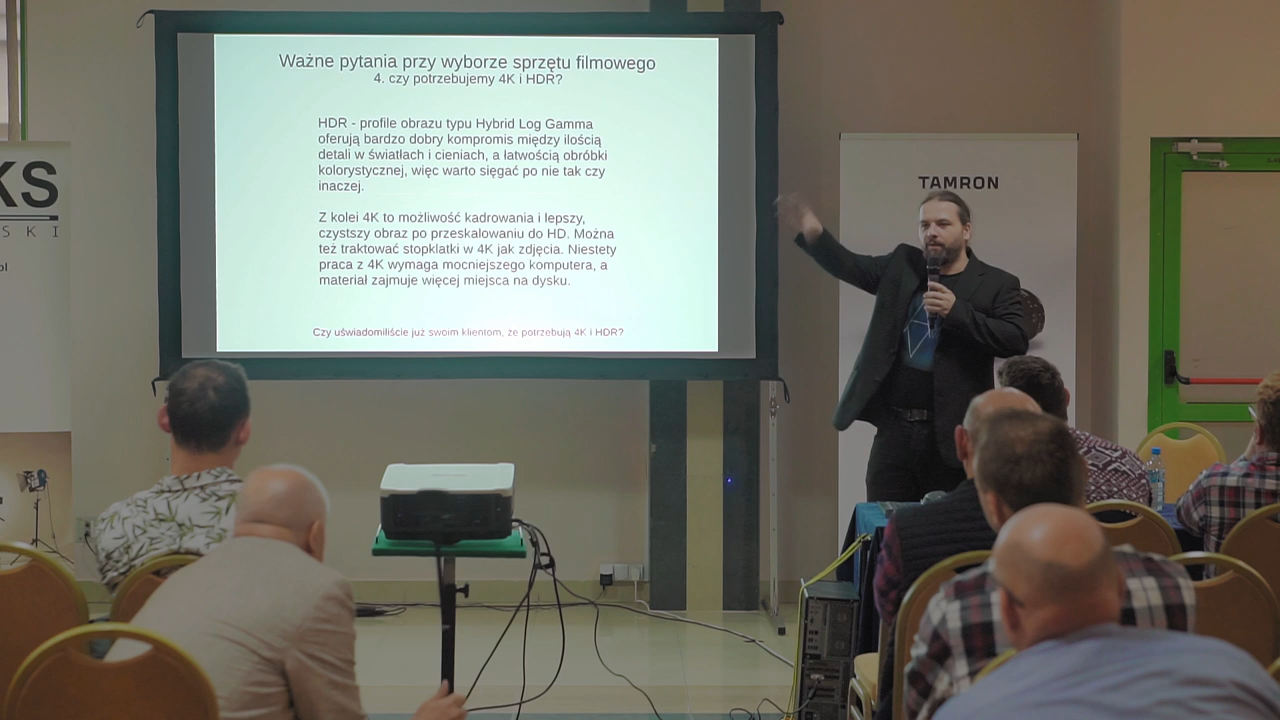 Ważne pytania przy wyborze sprzętu filmowego
4. czy potrzebujemy 4K i HDR?
HDR - profile obrazu typu Hybrid Log Gamma
oferują bardzo dobry kompromis między ilością
detali w światłach i cieniach, a łatwością obróbki
kolorystycznej, więc warto sięgać po nie tak czy
inaczej.
Z kolei 4K to możliwość kadrowania i lepszy,
czystszy obraz po przeskalowaniu do HD. Można
też traktować stopklatki w 4K jak zdjęcia. Niestety
praca z 4K wymaga mocniejszego komputera, a
materiał zajmuje więcej miejsca na dysku.
Czy uświadomiliście już swoim klientom, że potrzebują 4K i HDR?
KS
SKI
pl
TAMRON